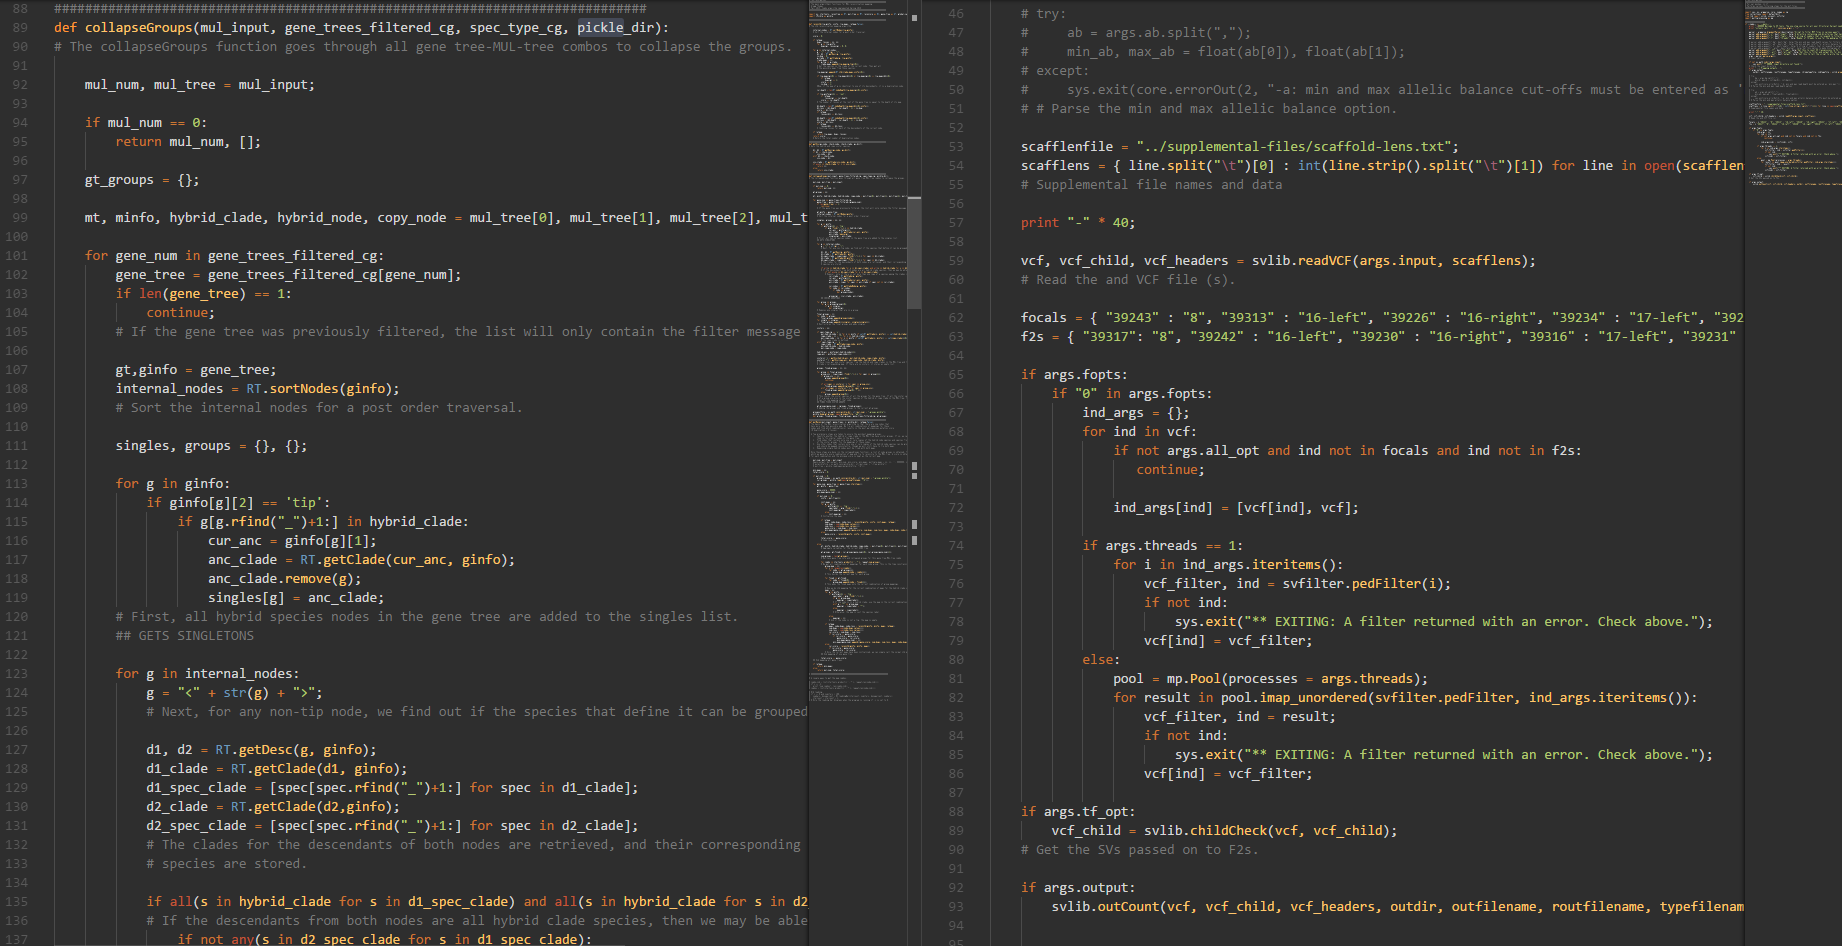 88 #############################################################################
89 def collapseGroups(mul_input, gene_trees_filtered_cg, spec_type_cg, pickle_dir):
90 # The collapseGroups function goes through all gene tree-MUL-tree combos to collapse the groups.
91
92 mul_num, mul_tree = mul_input;
93
94 if mul_num == 0:
95 return mul_num, [];
96
97 gt_groups = {};
98
99 mt, minfo, hybrid_clade, hybrid_node, copy_node = mul_tree[0], mul_tree[1], mul_tree[2], mul_t
100
101 for gene_num in gene_trees_filtered_cg:
102 gene_tree = gene_trees_filtered_cg[gene_num];
103 if len(gene_tree) == 1:
104 continue;
105 # If the gene tree was previously filtered, the list will only contain the filter message
106
107 gt,ginfo = gene_tree;
108 internal_nodes = RT.sortNodes(ginfo);
109 # Sort the internal nodes for a post order traversal.
110
111 singles, groups = {}, {};
112
113 for g in ginfo:
114 if ginfo[g][2] == 'tip':
115 if g[g.rfind("_")+1:] in hybrid_clade:
116 cur_anc = ginfo[g][1];
117 anc_clade = RT.getClade(cur_anc, ginfo);
118 anc_clade.remove(g);
119 singles[g] = anc_clade;
120 # First, all hybrid species nodes in the gene tree are added to the singles list.
121 ## GETS SINGLETONS
122
123 for g in internal_nodes:
124 g = "<" + str(g) + ">";
125 # Next, for any non-tip node, we find out if the species that define it can be grouped
126
127 d1, d2 = RT.getDesc(g, ginfo);
128 d1_clade = RT.getClade(d1, ginfo);
129 d1_spec_clade = [spec[spec.rfind("_")+1:] for spec in d1_clade];
130 d2_clade = RT.getClade(d2,ginfo);
131 d2_spec_clade = [spec[spec.rfind("_")+1:] for spec in d2_clade];
132 # The clades for the descendants of both nodes are retrieved, and their corresponding
133 # species are stored.
134
135 if all(s in hybrid_clade for s in d1_spec_clade) and all(s in hybrid_clade for s in d2
136 # If the descendants from both nodes are all hybrid clade species, then we may be able
137 if not any(s in d2_spec_clade for s in d1_spec_clade):
46 # try:
47 # ab = args.ab.split(",");
48 # min_ab, max_ab = float(ab[0]), float(ab[1]);
49 # except:
50 # sys.exit(core.errorOut(2, "-a: min and max allelic balance cut-offs must be entered as '
51 # # Parse the min and max allelic balance option.
52
53 scafflenfile = "../supplemental-files/scaffold-lens.txt";
54 scafflens = { line.split("\t")[0] : int(line.strip().split("\t")[1]) for line in open(scafflen
55 # Supplemental file names and data
56
57 print "-" * 40;
58
59 vcf, vcf_child, vcf_headers = svlib.readVCF(args.input, scafflens);
60 # Read the and VCF file (s).
61
62 focals = { "39243" : "8", "39313" : "16-left", "39226" : "16-right", "39234" : "17-left", "392
63 f2s = { "39317": "8", "39242" : "16-left", "39230" : "16-right", "39316" : "17-left", "39231"
64
65 if args.fopts:
66 if "0" in args.fopts:
67 ind_args = {};
68 for ind in vcf:
69 if not args.all_opt and ind not in focals and ind not in f2s:
70 continue;
71
72 ind_args[ind] = [vcf[ind], vcf];
73
74 if args.threads == 1:
75 for i in ind_args.iteritems():
76 vcf_filter, ind = svfilter.pedFilter(i);
77 if not ind:
78 sys.exit("** EXITING: A filter returned with an error. Check above.");
79 vcf[ind] = vcf_filter;
80 else:
81 pool = mp.Pool(processes = args.threads);
82 for result in pool.imap_unordered(svfilter.pedFilter, ind_args.iteritems()):
83 vcf_filter, ind = result;
84 if not ind:
85 sys.exit("** EXITING: A filter returned with an error. Check above.");
86 vcf[ind] = vcf_filter;
87
88 if args.tf_opt:
89 vcf_child = svlib.childCheck(vcf, vcf_child);
90 # Get the SVs passed on to F2s.
91
92 if args.output:
93 svlib.outCount(vcf, vcf_child, vcf_headers, outdir, outfilename, routfilename, typefilenam
94
95